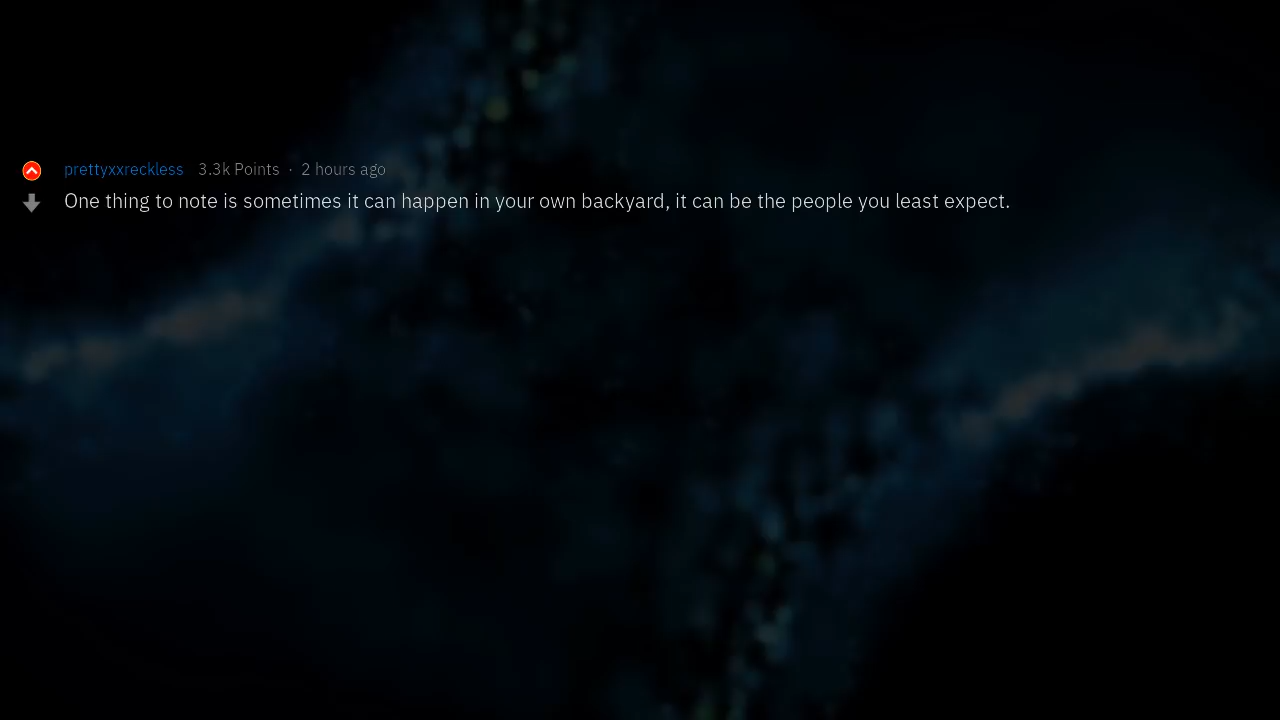 prettyxxreckless 3.3k Points · 2 hours ago
One thing to note is sometimes it can happen in your own backyard, it can be the people you least expect.